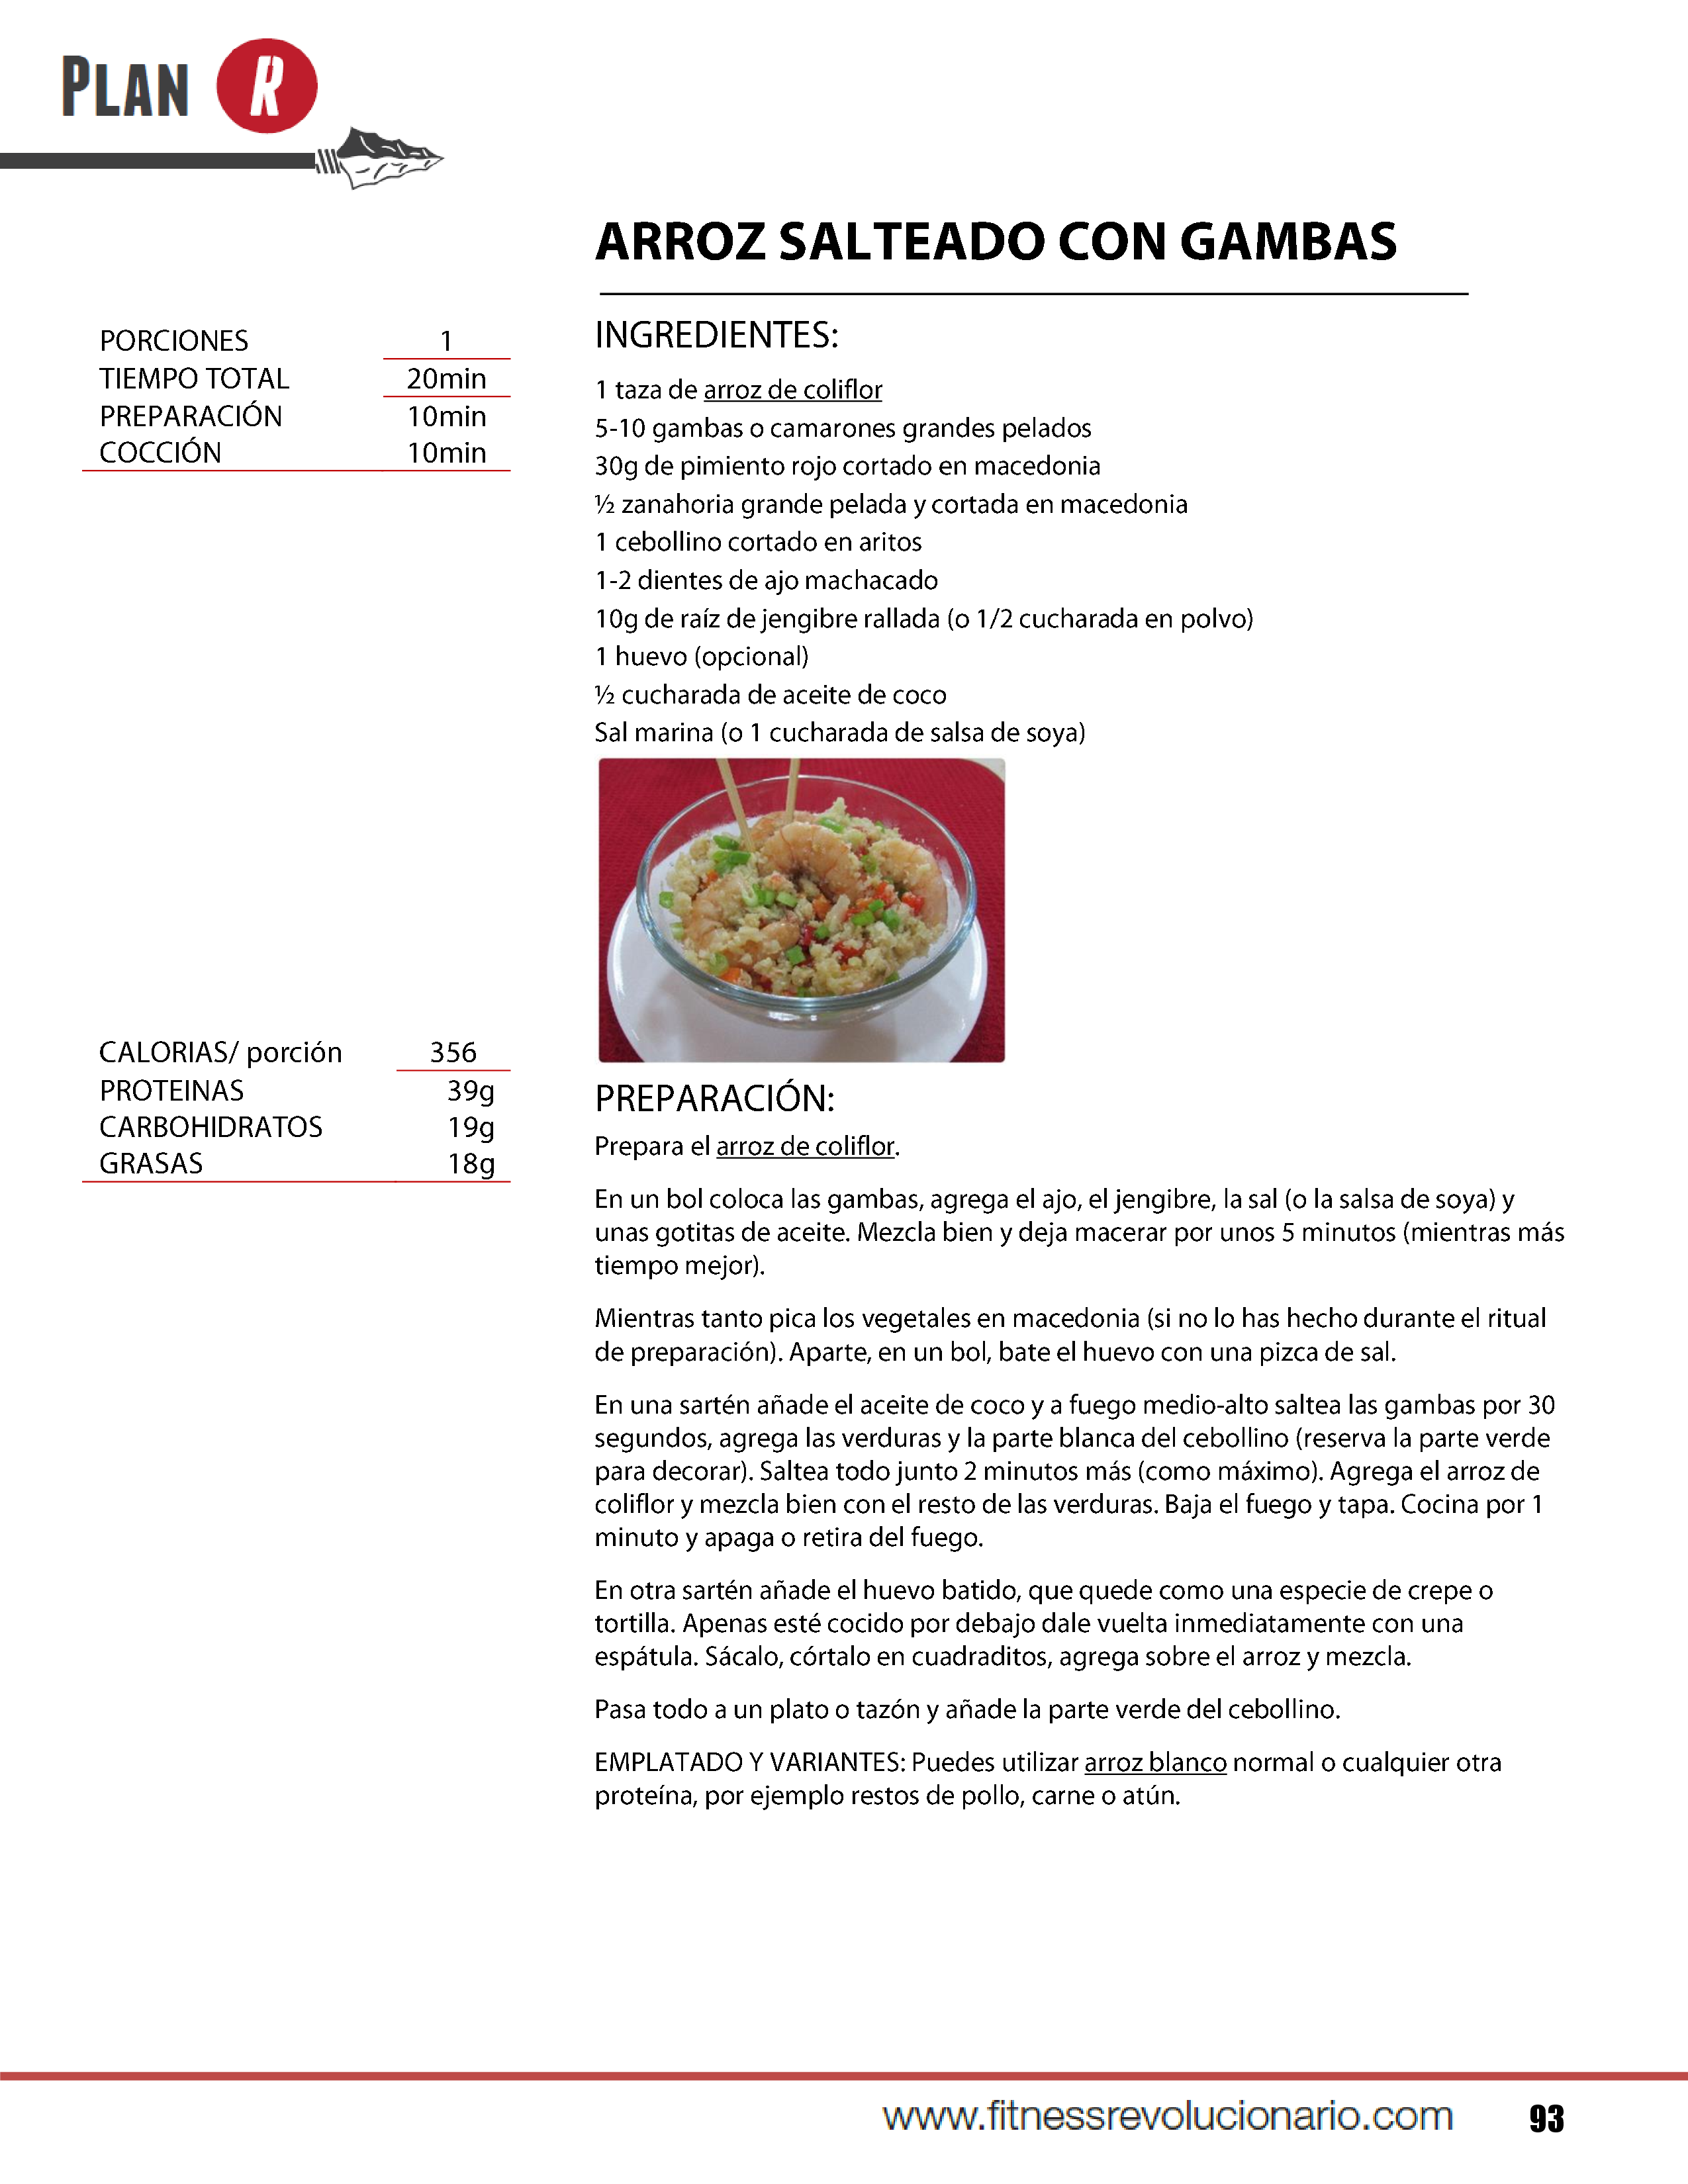 PLAN R
ARROZ SALTEADO CON GAMBAS
PORCIONES 1
TIEMPO TOTAL 20min
PREPARACIÓN 10min
COCCIÓN 10min
INGREDIENTES:
1 taza de arroz de coliflor
5-10 gambas o camarones grandes pelados
30g de pimiento rojo cortado en macedonia
½ zanahoria grande pelada y cortada en macedonia
1 cebollino cortado en aritos
1-2 dientes de ajo machacado
10g de raíz de jengibre rallada (o 1/2 cucharada en polvo)
1 huevo (opcional)
½ cucharada de aceite de coco
Sal marina (o 1 cucharada de salsa de soya)
CALORIAS/ porción 356
PROTEINAS 39g
CARBOHIDRATOS 19g
GRASAS 18g
PREPARACIÓN:
Prepara el arroz de coliflor.
En un bol coloca las gambas, agrega el ajo, el jengibre, la sal (o la salsa de soya) y
unas gotitas de aceite. Mezcla bien y deja macerar por unos 5 minutos (mientras más
tiempo mejor).
Mientras tanto pica los vegetales en macedonia (si no lo has hecho durante el ritual
de preparación). Aparte, en un bol, bate el huevo con una pizca de sal.
En una sartén añade el aceite de coco y a fuego medio-alto saltea las gambas por 30
segundos, agrega las verduras y la parte blanca del cebollino (reserva la parte verde
para decorar). Saltea todo junto 2 minutos más (como máximo). Agrega el arroz de
coliflor y mezcla bien con el resto de las verduras. Baja el fuego y tapa. Cocina por 1
minuto y apaga o retira del fuego.
En otra sartén añade el huevo batido, que quede como una especie de crepe o
tortilla. Apenas esté cocido por debajo dale vuelta inmediatamente con una
espátula. Sácalo, córtalo en cuadraditos, agrega sobre el arroz y mezcla.
Pasa todo a un plato o tazón y añade la parte verde del cebollino.
EMPLATADO Y VARIANTES: Puedes utilizar arroz blanco normal o cualquier otra
proteína, por ejemplo restos de pollo, carne o atún.
www.fitnessrevolucionario.com 93